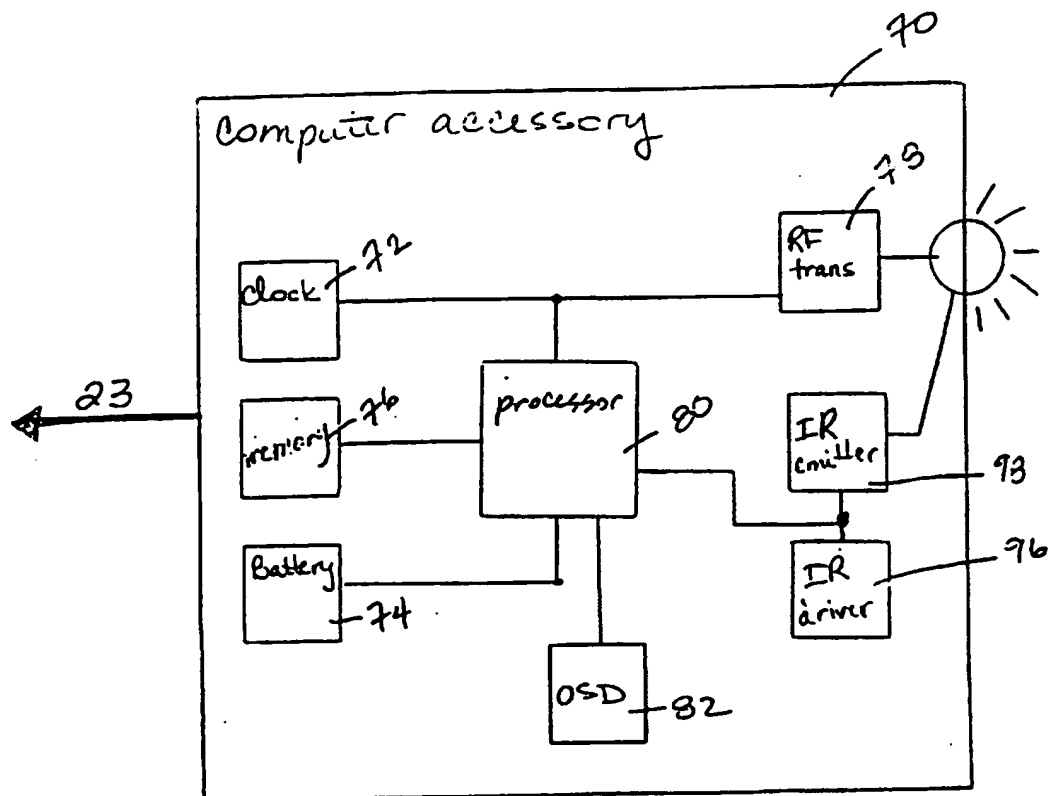 70
computer accessory
78
RF
trans
clock
72
23
processor
80
memory
76
IR
emitter
93
Battery
74
IR
driver
96
OSD
82